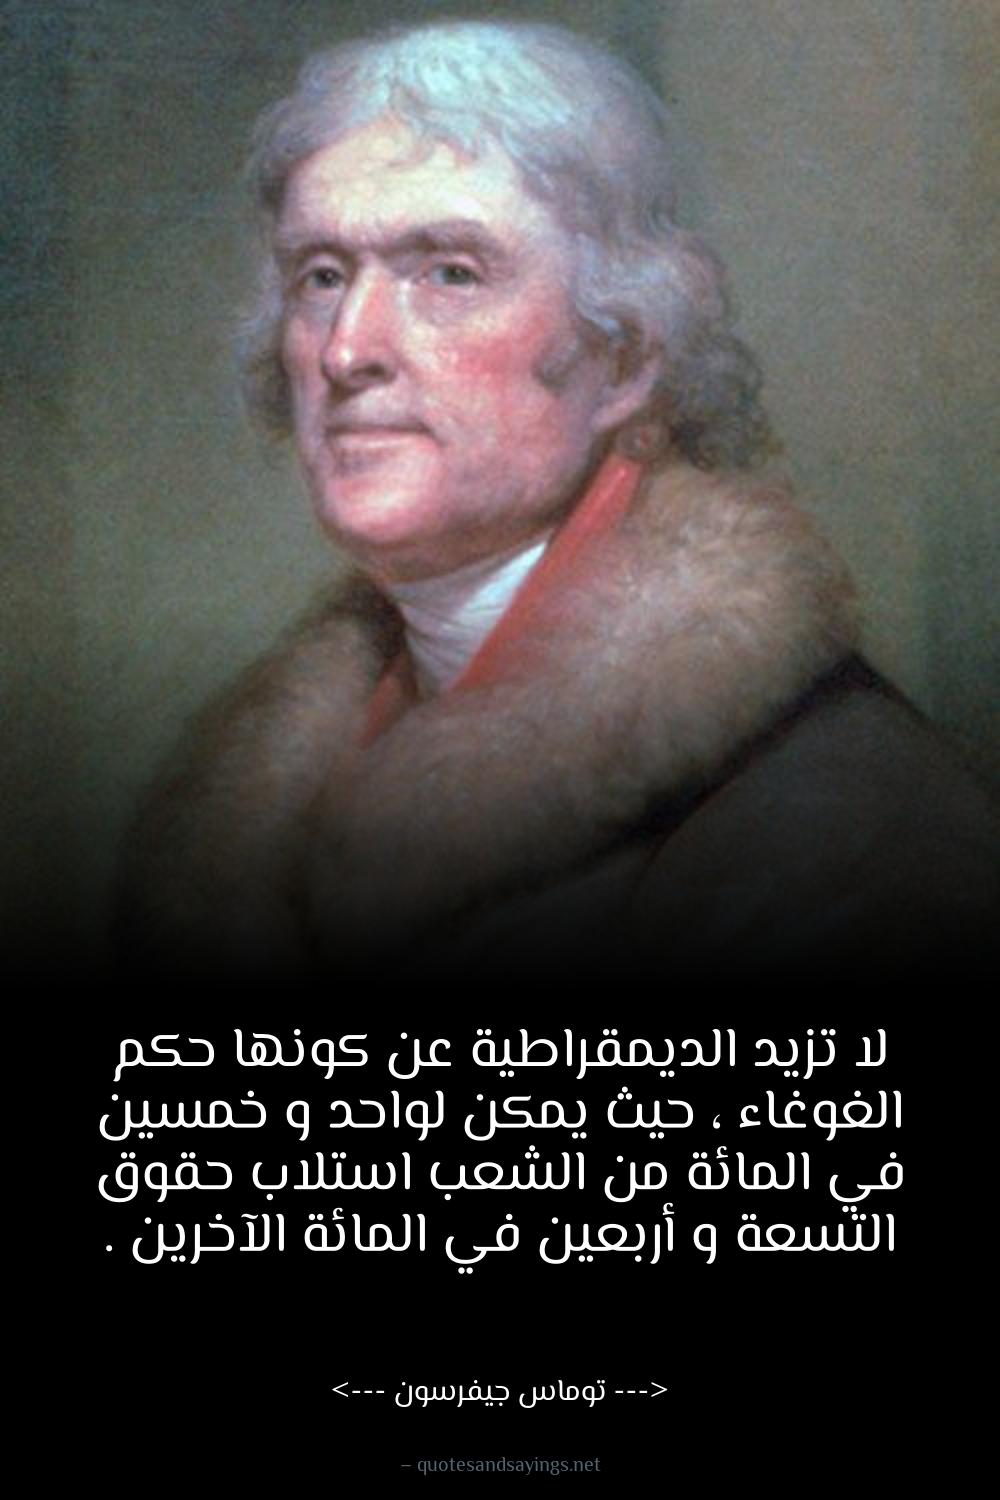 لا تزيد الديمقراطية عن كونها حكم
الغوغاء ، حيث يمكن لواحد و خمسين
في المائة من الشعب استلاب حقوق
التسعة و أربعين في المائة الآخرين .
<--- توماس جيفرسون --->
– quotesandsayings.net